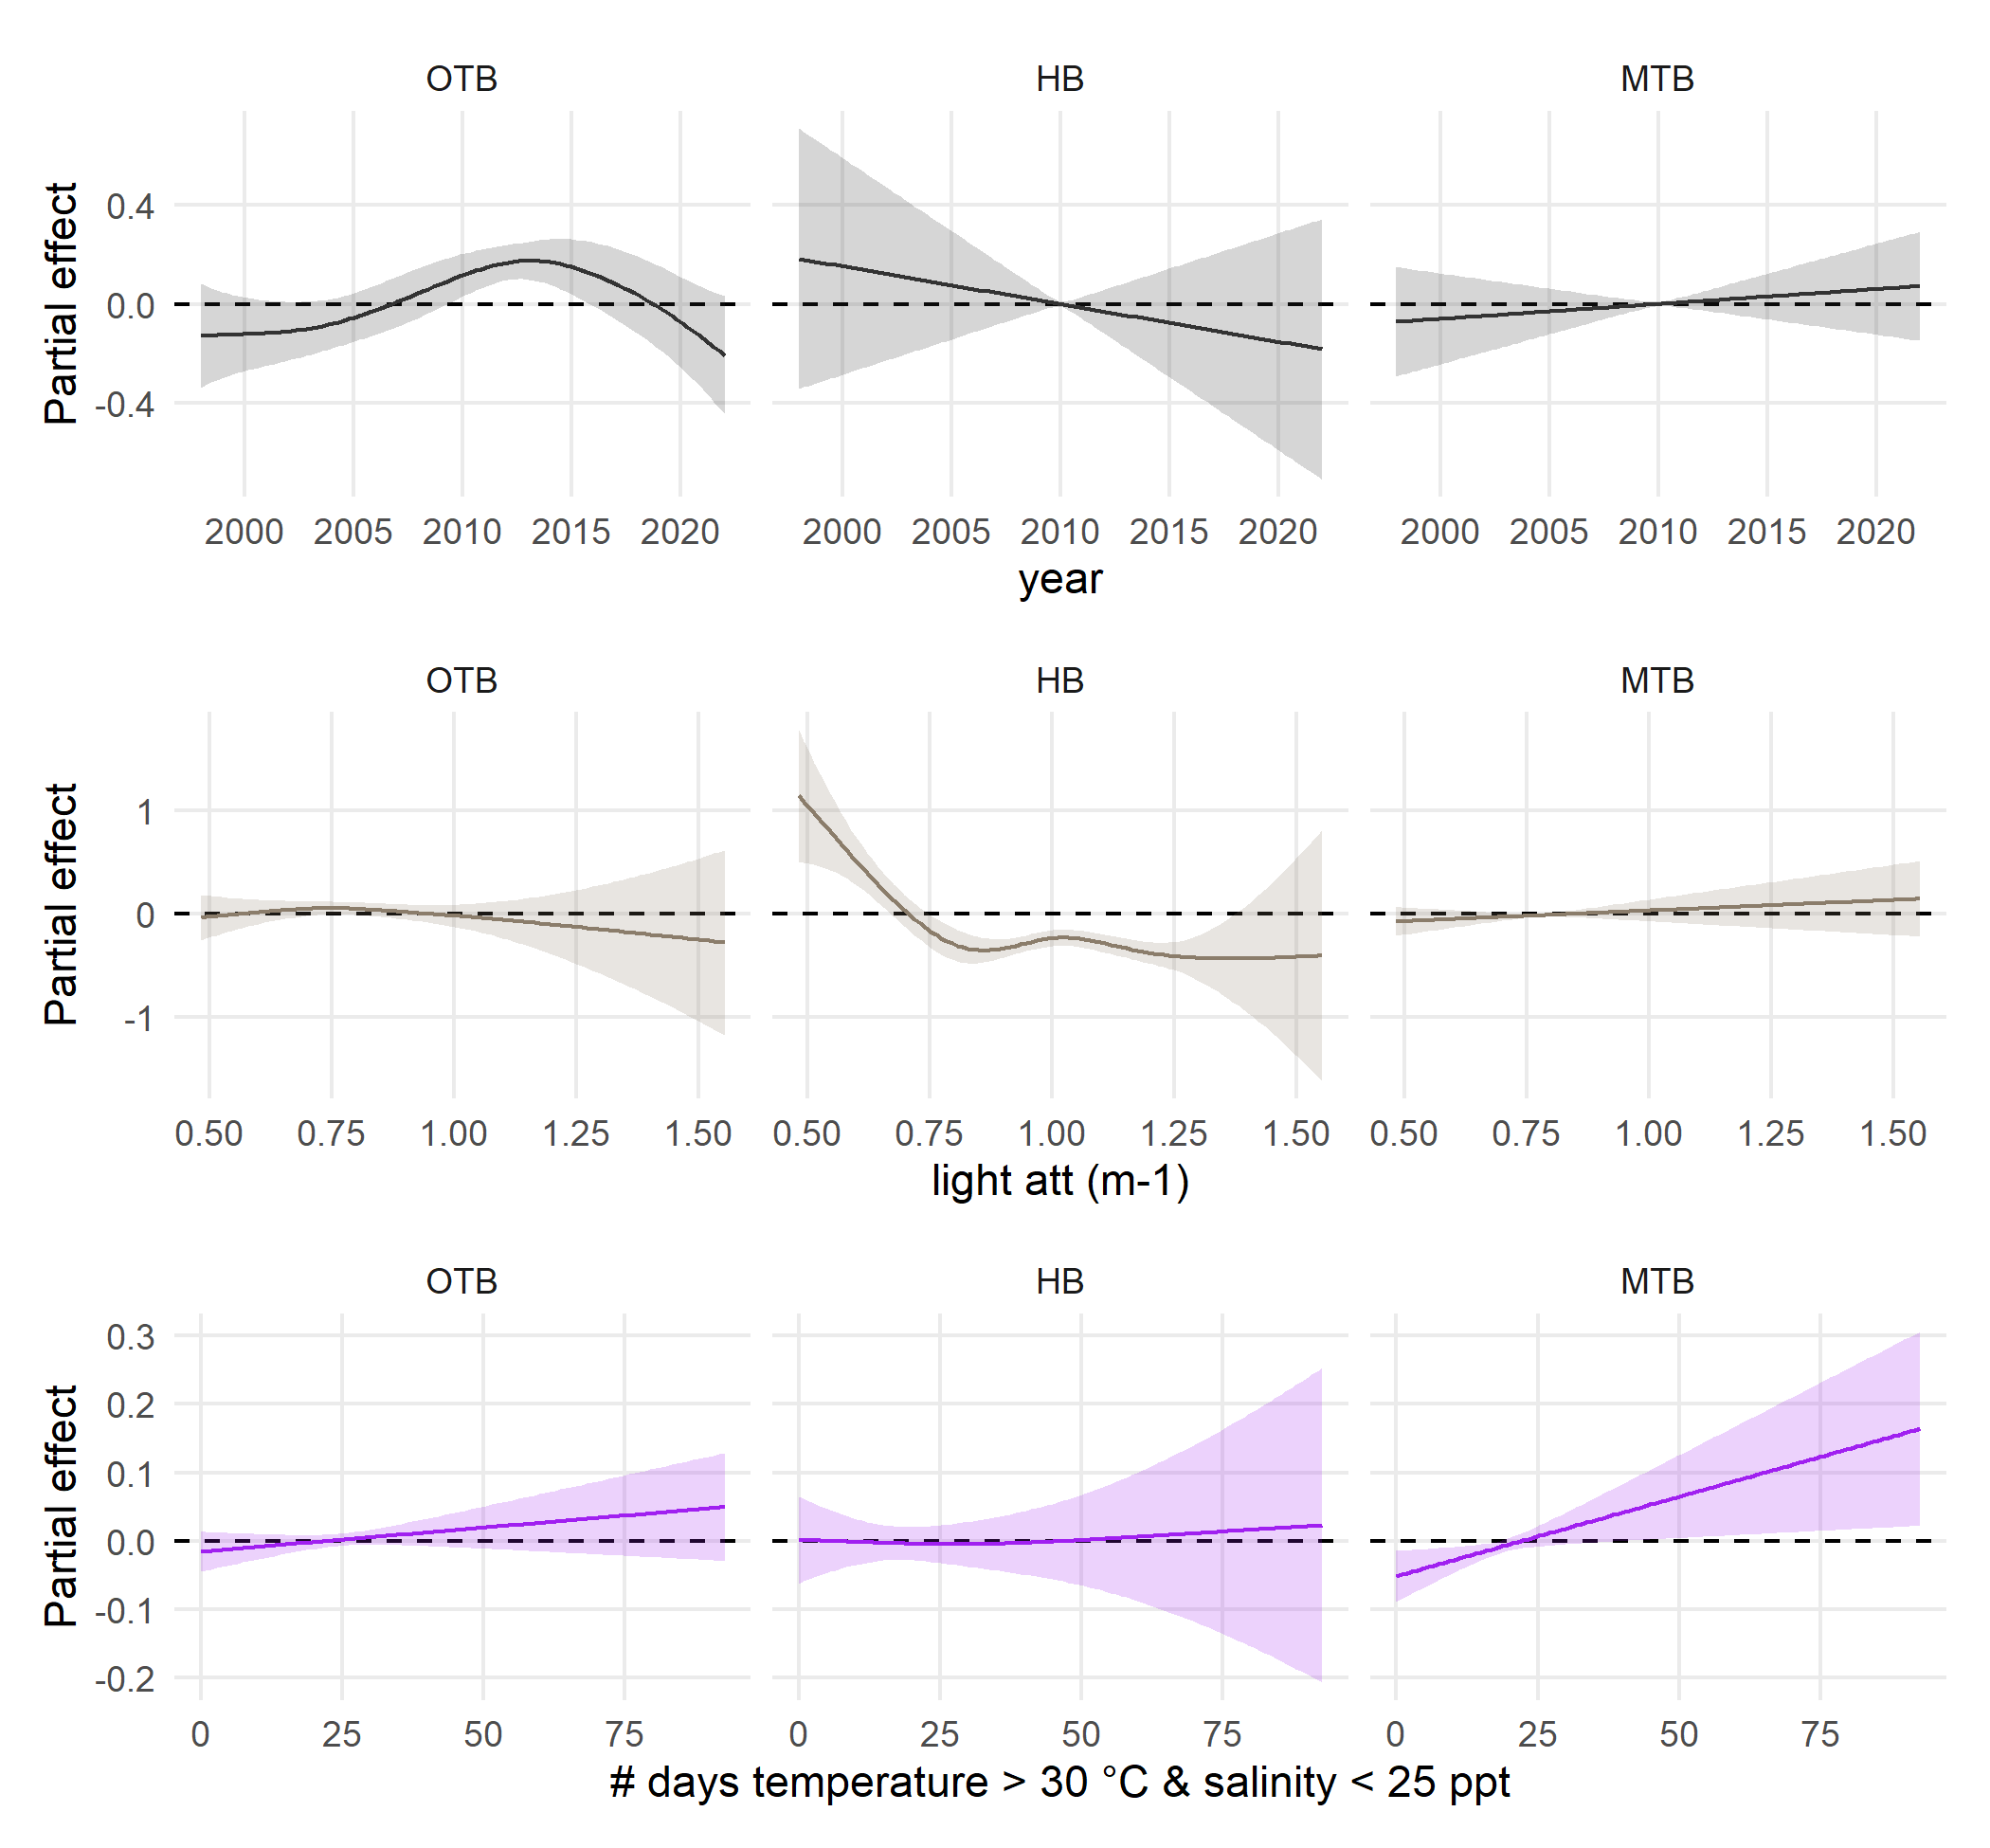 OTB HB MTB
Partial effect
0.4
0.0
-0.4
2000 2005 2010 2015 2020 2000 2005 2010 2015 2020 2000 2005 2010 2015 2020
year
OTB HB MTB
Partial effect
1
0
-1
0.50 0.75 1.00 1.25 1.50 0.50 0.75 1.00 1.25 1.50 0.50 0.75 1.00 1.25 1.50
light att (m-1)
OTB HB MTB
Partial effect
0.3
0.2
0.1
0.0
-0.1
-0.2
0 25 50 75 0 25 50 75 0 25 50 75
# days temperature > 30 °C & salinity < 25 ppt